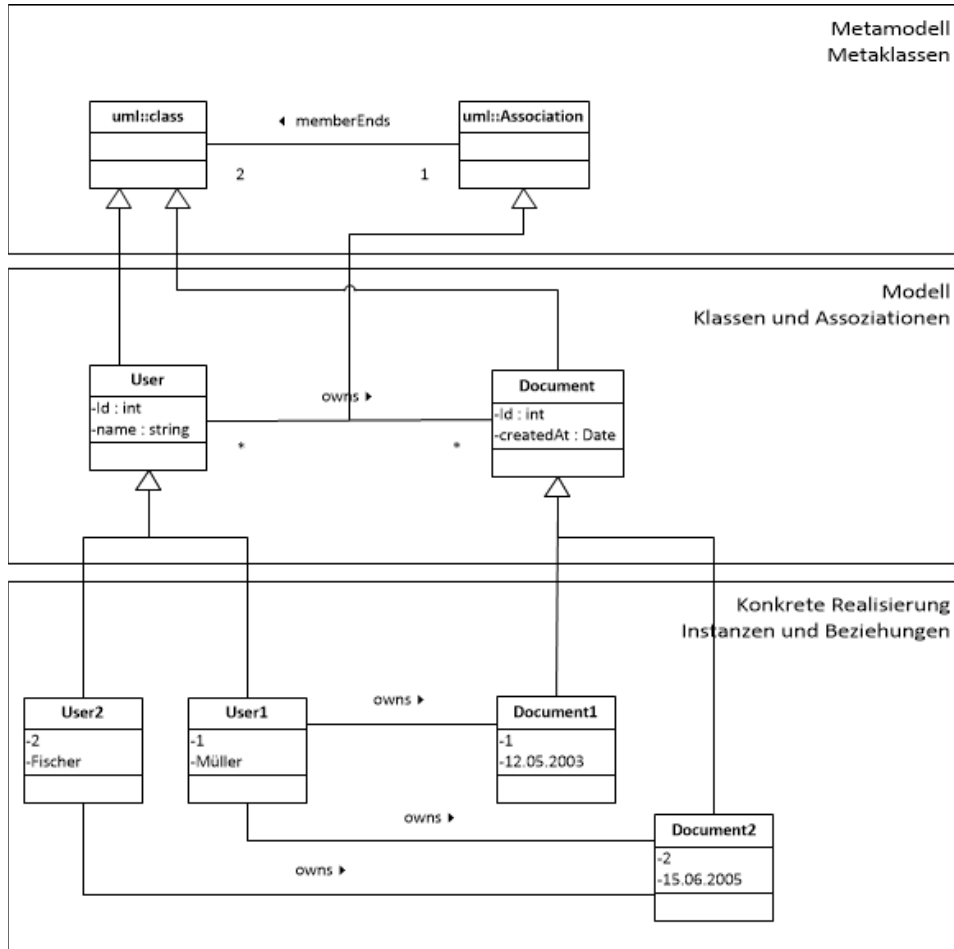 Metamodell
Metaklassen
uml::class
memberEnds
uml::Association
2
1
Modell
Klassen und Assoziationen
User
-Id : int
-name : string
owns
*
*
Document
-Id : int
-createdAt : Date
Konkrete Realisierung
Instanzen und Beziehungen
User2
-2
-Fischer
User1
-1
-Müller
owns
Document1
-1
-12.05.2003
owns
owns
Document2
-2
-15.06.2005